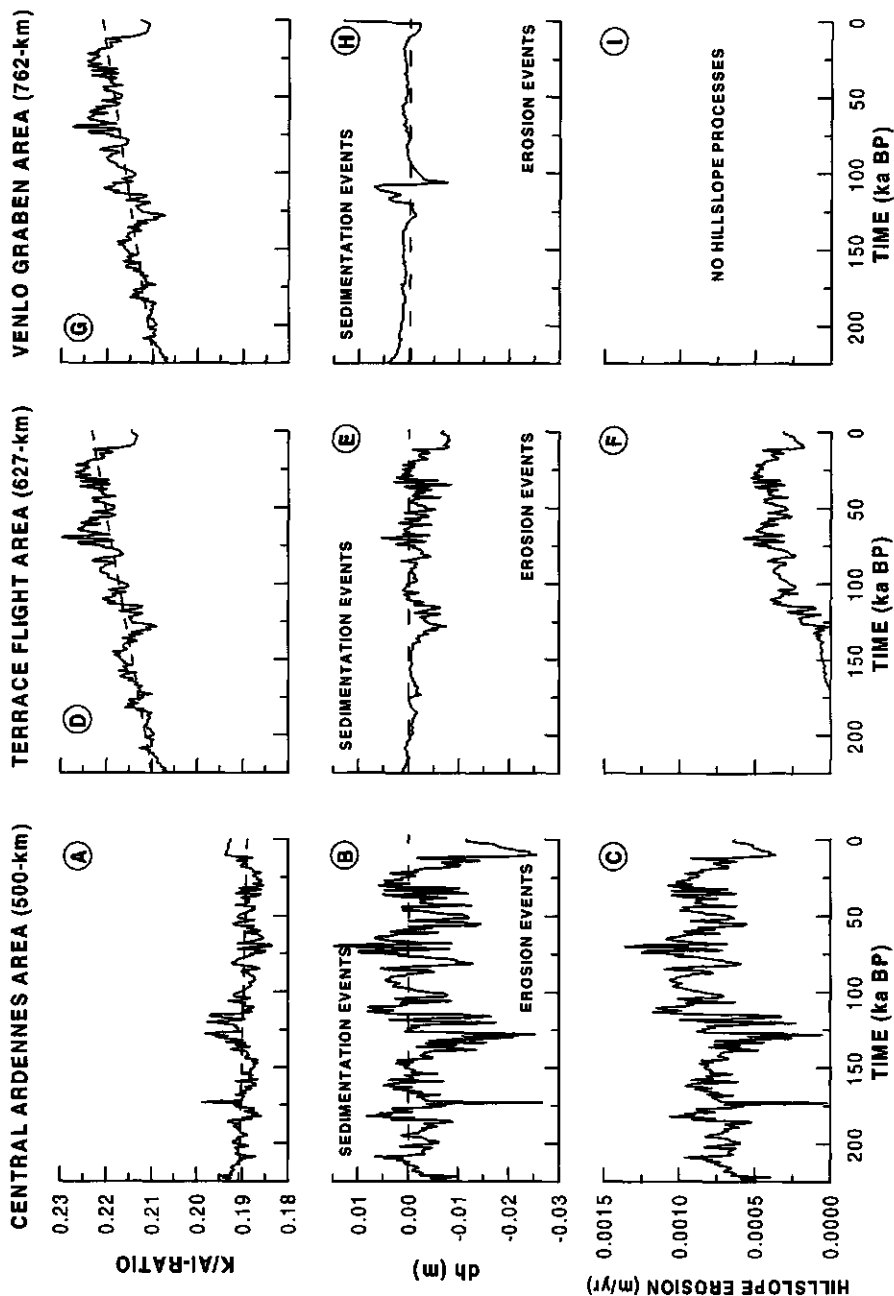 CENTRAL ARDENNES AREA (500-km)
TERRACE FLIGHT AREA (627-km)
VENLO GRABEN AREA (762-km)
K/Al-RATIO
0.23
0.22
0.21
0.20
0.19
0.18
A
D
G
dh (m)
0.01
0.00
-0.01
-0.02
-0.03
SEDIMENTATION EVENTS
B
EROSION EVENTS
SEDIMENTATION EVENTS
E
EROSION EVENTS
SEDIMENTATION EVENTS
H
EROSION EVENTS
HILLSLOPE EROSION (m/yr)
0.0015
0.0010
0.0005
0.0000
C
F
I
NO HILLSLOPE PROCESSES
200
150
100
50
0
200
150
100
50
0
200
150
100
50
0
TIME (ka BP)
TIME (ka BP)
TIME (ka BP)